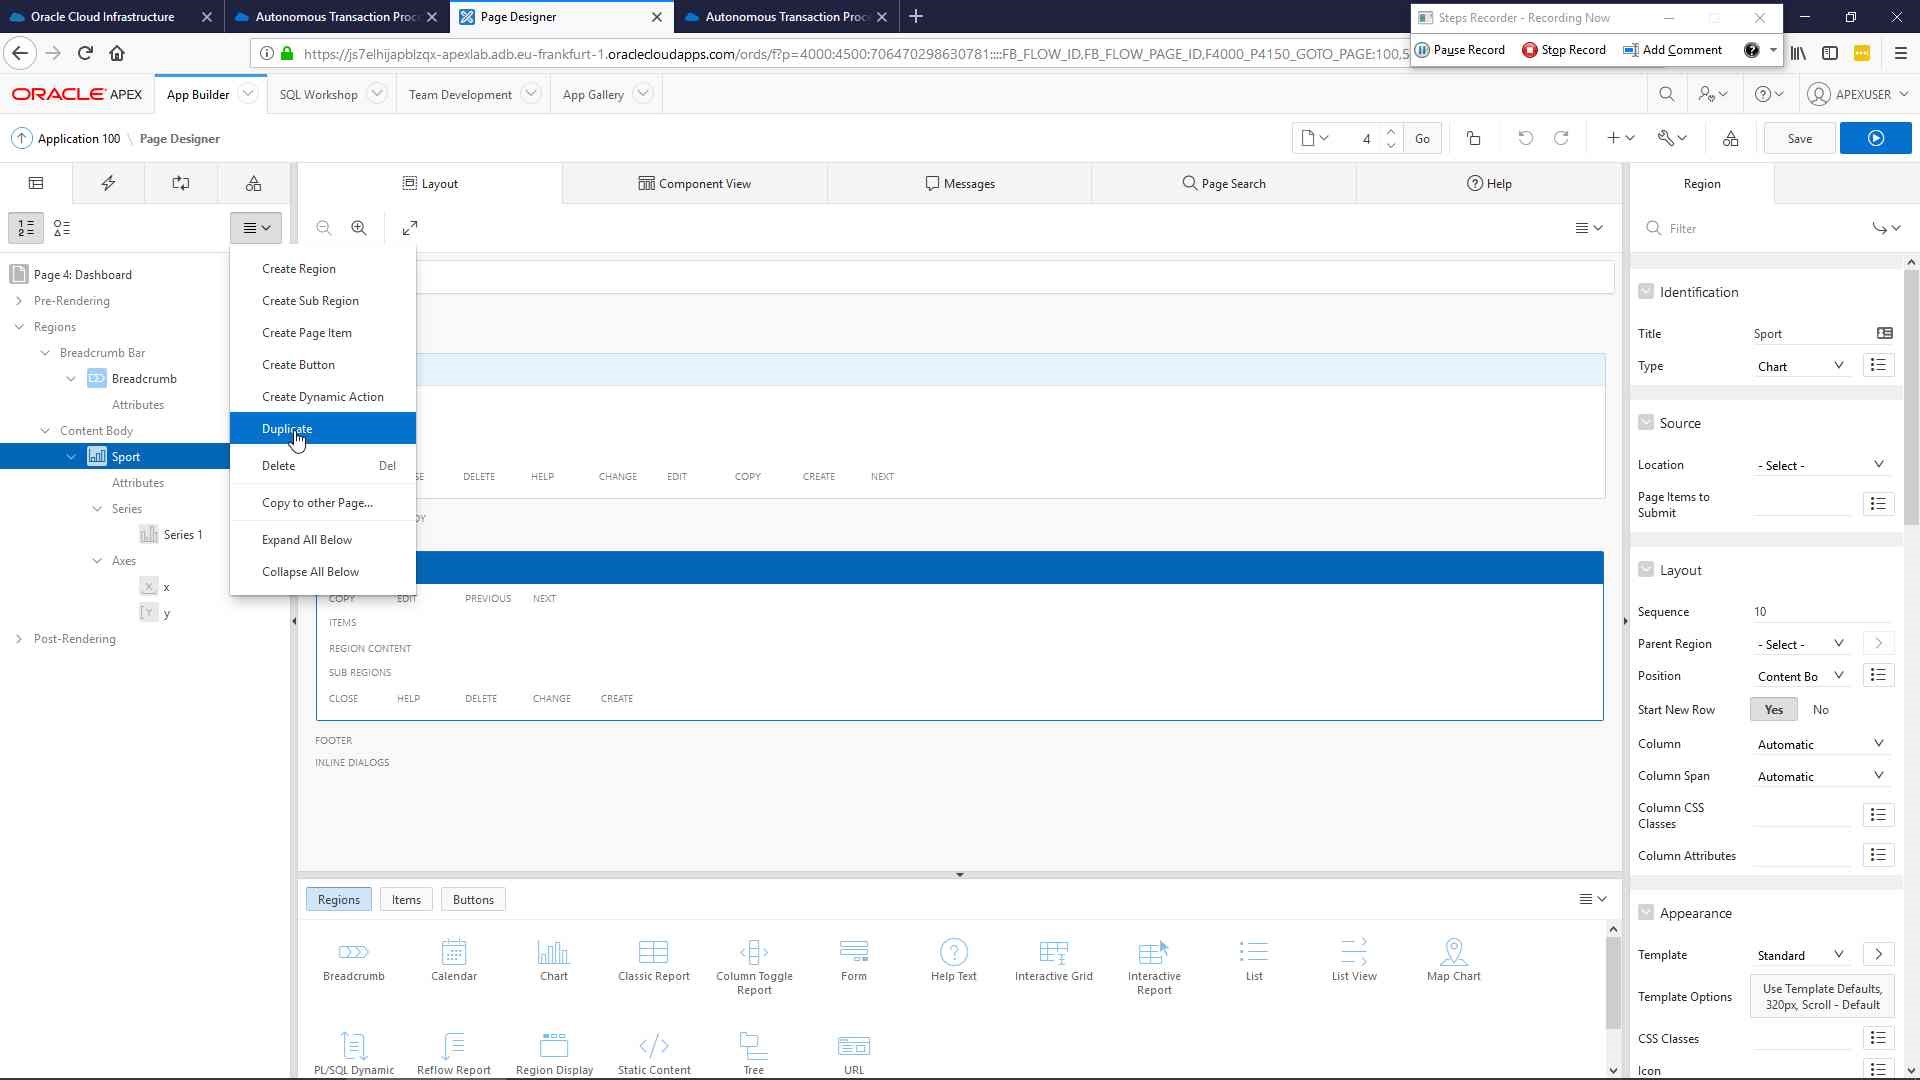 Oracle Cloud Infrastructure
Autonomous Transaction Proc
Page Designer
Autonomous Transaction Proc
Steps Recorder - Recording Now
Pause Record
Stop Record
Add Comment
https://js7elhijapblzqx-apexlab.adb.eu-frankfurt-1.oraclecloudapps.com/ords/f?p=4000:4500:706470298630781::::FB_FLOW_ID,FB_FLOW_PAGE_ID,F4000_P4150_GOTO_PAGE:100,5
ORACLE APEX
App Builder
SQL Workshop
Team Development
App Gallery
APEXUSER
Application 100 \ Page Designer
4
Go
Save
Layout
Component View
Messages
Page Search
Help
Region
Filter
Page 4: Dashboard
Pre-Rendering
Regions
Breadcrumb Bar
Breadcrumb
Attributes
Content Body
Sport
Attributes
Series
Series 1
Axes
x
y
Post-Rendering
Create Region
Create Sub Region
Create Page Item
Create Button
Create Dynamic Action
Duplicate
Delete Del
Copy to other Page...
Expand All Below
Collapse All Below
SE DELETE HELP CHANGE EDIT COPY CREATE NEXT
DY
COPY EDIT PREVIOUS NEXT
ITEMS
REGION CONTENT
SUB REGIONS
CLOSE HELP DELETE CHANGE CREATE
FOOTER
INLINE DIALOGS
Regions
Items
Buttons
Breadcrumb
Calendar
Chart
Classic Report
Column Toggle
Report
Form
Help Text
Interactive Grid
Interactive
Report
List
List View
Map Chart
PL/SQL Dynamic
Reflow Report
Region Display
Static Content
Tree
URL
Identification
Title Sport
Type Chart
Source
Location - Select -
Page Items to
Submit
Layout
Sequence 10
Parent Region - Select -
Position Content Bo
Start New Row Yes No
Column Automatic
Column Span Automatic
Column CSS
Classes
Column Attributes
Appearance
Template Standard
Template Options
Use Template Defaults,
320px, Scroll - Default
CSS Classes
Icon